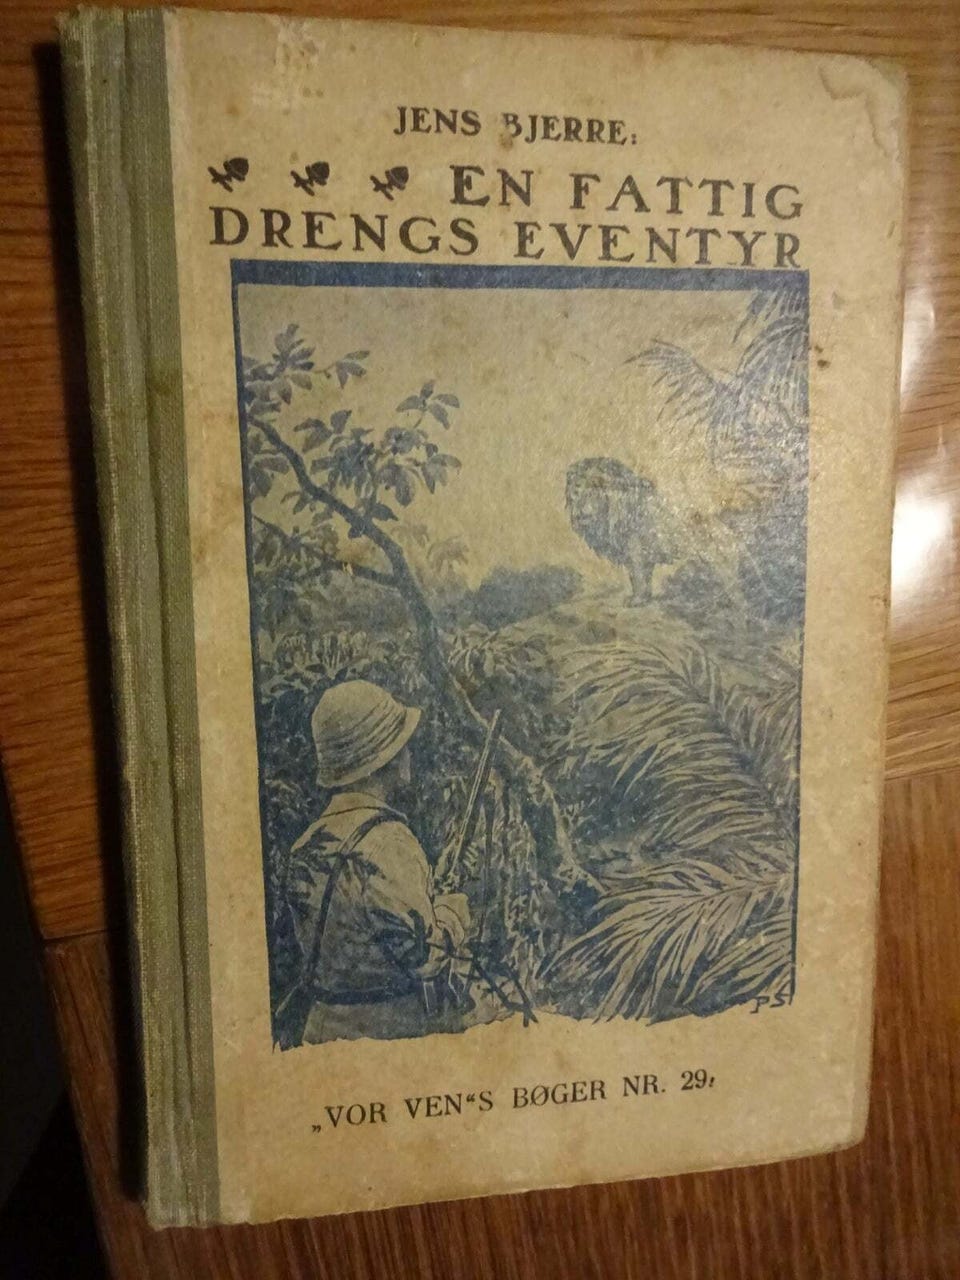 JENS BJERRE:
EN FATTIG
DRENGS EVENTYR
PS
„VOR VEN“S BØGER NR. 29.